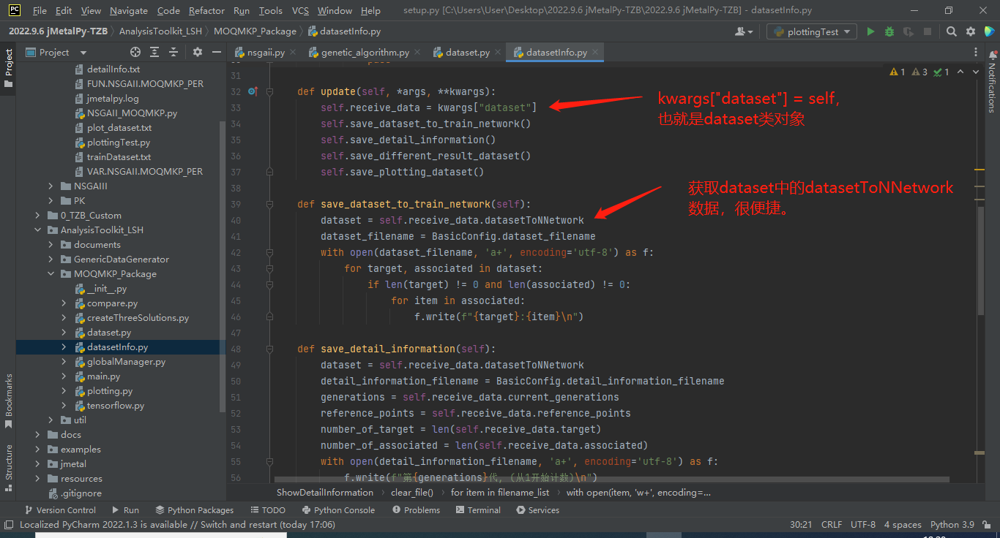 PC File Edit View Navigate Code Refactor Run Tools VCS Window Help setup.py [C:\Users\User\Desktop\2022.9.6 jMetalPy-TZB\2022.9.6 jMetalPy-TZB] - datasetInfo.py
2022.9.6 jMetalPy-TZB AnalysisToolkit_LSH MOQMKP_Package datasetInfo.py plottingTest
Project
nsgaii.py genetic_algorithm.py dataset.py datasetInfo.py
Project
Bookmarks
Structure
Notifications
detailInfo.txt
FUN.NSGAII.MOQMKP_PER
jmetalpy.log
NSGAII_MOQMKP.py
plot_dataset.txt
plottingTest.py
trainDataset.txt
VAR.NSGAII.MOQMKP_PER
NSGAIII
PK
0_TZB_Custom
AnalysisToolkit_LSH
documents
GenericDataGenerator
MOQMKP_Package
__init__.py
compare.py
createThreeSolutions.py
dataset.py
datasetInfo.py
globalManager.py
main.py
plotting.py
tensorflow.py
util
docs
examples
jmetal
resources
.gitignore
1 3 1
31
32 def update(self, *args, **kwargs):
33 self.receive_data = kwargs["dataset"]
34 self.save_dataset_to_train_network()
35 self.save_detail_information()
36 self.save_different_result_dataset()
37 self.save_plotting_dataset()
38
39 def save_dataset_to_train_network(self):
40 dataset = self.receive_data.datasetToNNetwork
41 dataset_filename = BasicConfig.dataset_filename
42 with open(dataset_filename, 'a+', encoding='utf-8') as f:
43 for target, associated in dataset:
44 if len(target) != 0 and len(associated) != 0:
45 for item in associated:
46 f.write(f"{target}:{item}\n")
47
48 def save_detail_information(self):
49 dataset = self.receive_data.datasetToNNetwork
50 detail_information_filename = BasicConfig.detail_information_filename
51 generations = self.receive_data.current_generations
52 reference_points = self.receive_data.reference_points
53 number_of_target = len(self.receive_data.target)
54 number_of_associated = len(self.receive_data.associated)
55 with open(detail_information_filename, 'a+', encoding='utf-8') as f:
56 f.write(f"第{generations}代, (从1开始计数)\n")
kwargs["dataset"] = self,
也就是dataset类对象
获取dataset中的datasetToNNetwork
数据，很便捷。
ShowDetailInformation clear_file() for item in filename_list with open(item, 'w+', encoding=...
Version Control Run Python Packages TODO Python Console Problems Terminal Services
Localized PyCharm 2022.1.3 is available // Switch and restart (today 17:06) 30:21 CRLF UTF-8 4 spaces Python 3.9